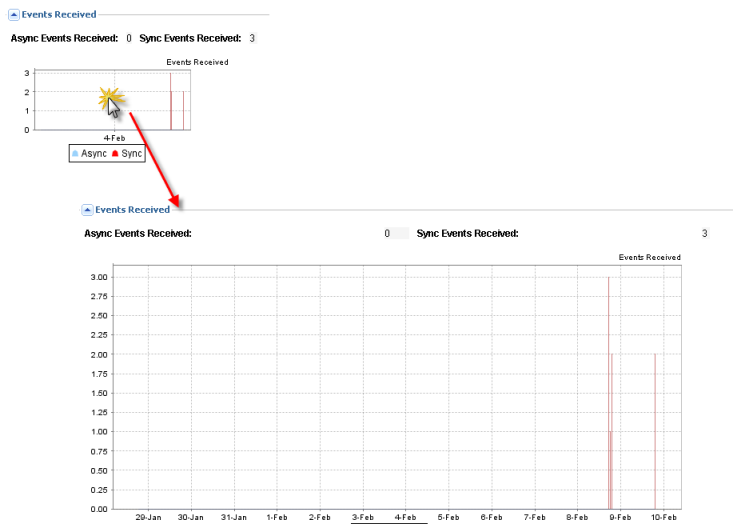 Events Received
Async Events Received: 0 Sync Events Received: 3
Events Received
3
2
1
0
4-Feb
Async Sync
Events Received
Async Events Received: 0 Sync Events Received: 3
Events Received
3.00
2.75
2.50
2.25
2.00
1.75
1.50
1.25
1.00
0.75
0.50
0.25
0.00
29-Jan 30-Jan 31-Jan 1-Feb 2-Feb 3-Feb 4-Feb 5-Feb 6-Feb 7-Feb 8-Feb 9-Feb 10-Feb